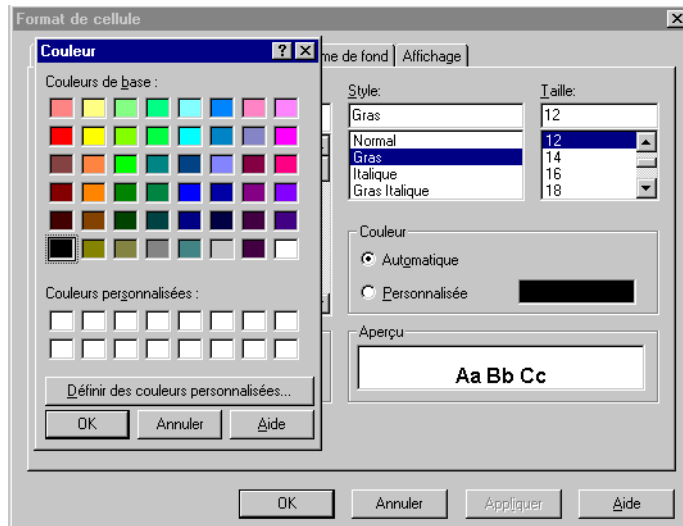 Format de cellule
Couleur
me de fond
Affichage
Couleurs de base :
Couleurs personnalisées :
Définir des couleurs personnalisées...
OK
Annuler
Aide
Style:
Gras
Normal
Gras
Italique
Gras Italique
Taille:
12
12
14
16
18
Couleur
Automatique
Personnalisée
Aperçu
Aa Bb Cc
OK
Annuler
Appliquer
Aide